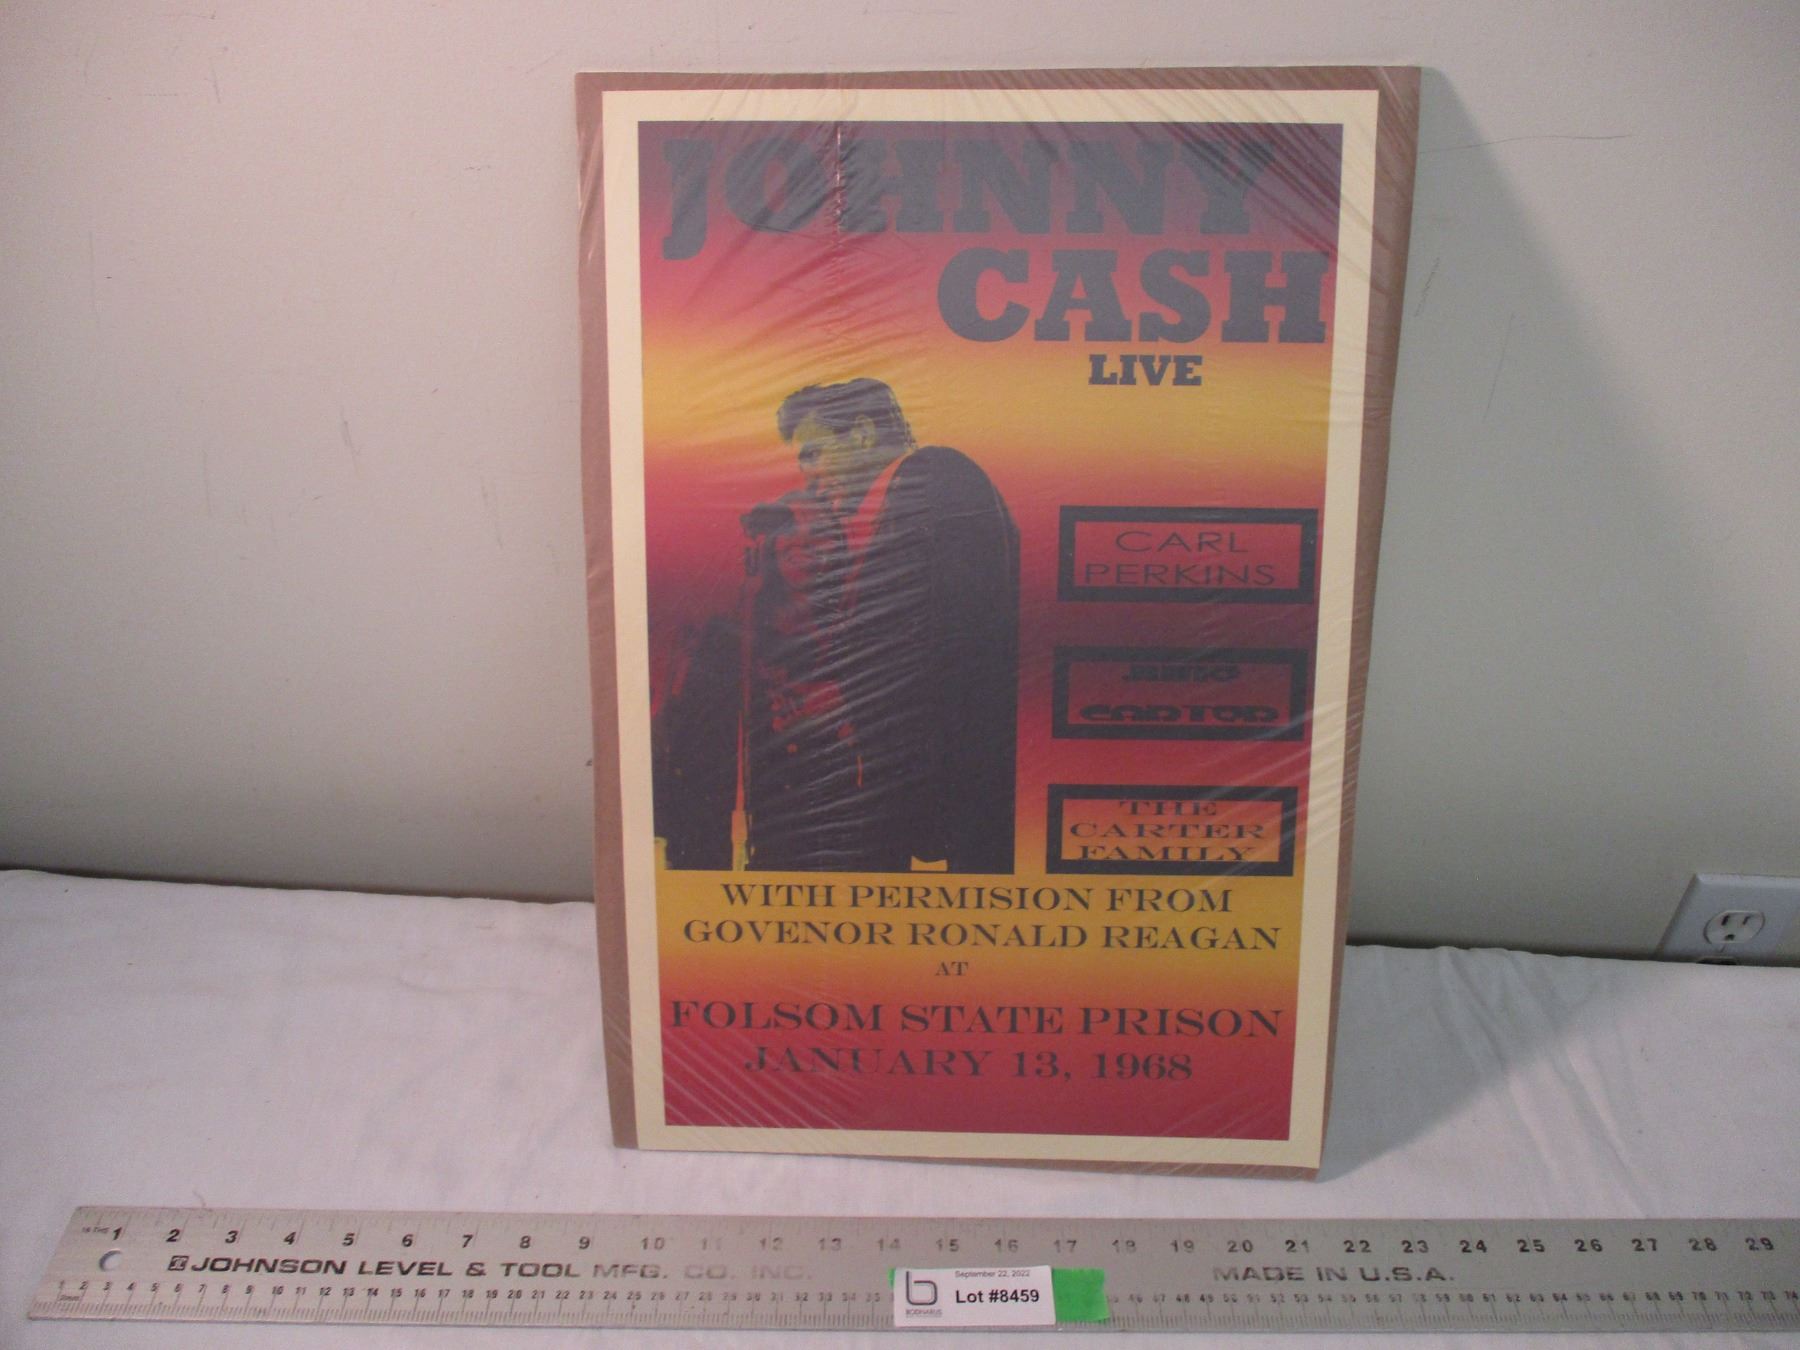 JOHNNY
CASH
LIVE
CARL
PERKINS
THE
CARTER
FAMILY
WITH PERMISION FROM
GOVENOR RONALD REAGAN
AT
FOLSOM STATE PRISON
JANUARY 13, 1968
1 2 3 4 5 6 7 8 9 10 11 12 13 14 15 16 17 18 19 20 21 22 23 24 25 26 27 28 29
JOHNSON LEVEL & TOOL MFG. CO. INC.
MADE IN U.S.A.
September 22, 2022
Lot #8459
b
BODNARUS